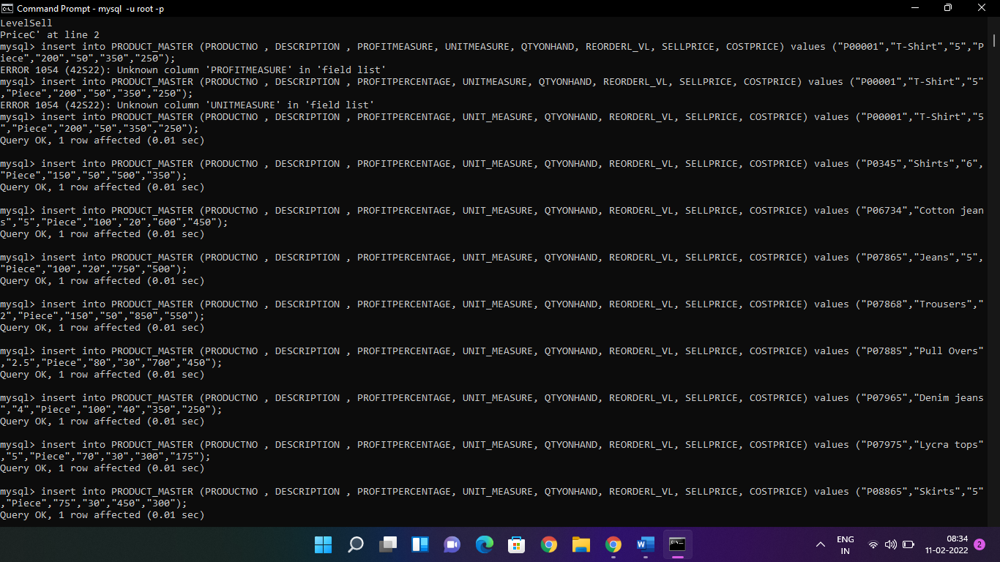 Command Prompt - mysql -u root -p
LevelSell
PriceC' at line 2
mysql> insert into PRODUCT_MASTER (PRODUCTNO , DESCRIPTION , PROFITMEASURE, UNITMEASURE, QTYONHAND, REORDERL_VL, SELLPRICE, COSTPRICE) values ("P00001","T-Shirt","5","P
iece","200","50","350","250");
ERROR 1054 (42S22): Unknown column 'PROFITMEASURE' in 'field list'
mysql> insert into PRODUCT_MASTER (PRODUCTNO , DESCRIPTION , PROFITPERCENTAGE, UNITMEASURE, QTYONHAND, REORDERL_VL, SELLPRICE, COSTPRICE) values ("P00001","T-Shirt","5"
,"Piece","200","50","350","250");
ERROR 1054 (42S22): Unknown column 'UNITMEASURE' in 'field list'
mysql> insert into PRODUCT_MASTER (PRODUCTNO , DESCRIPTION , PROFITPERCENTAGE, UNIT_MEASURE, QTYONHAND, REORDERL_VL, SELLPRICE, COSTPRICE) values ("P00001","T-Shirt","5
","Piece","200","50","350","250");
Query OK, 1 row affected (0.01 sec)
mysql> insert into PRODUCT_MASTER (PRODUCTNO , DESCRIPTION , PROFITPERCENTAGE, UNIT_MEASURE, QTYONHAND, REORDERL_VL, SELLPRICE, COSTPRICE) values ("P0345","Shirts","6",
"Piece","150","50","500","350");
Query OK, 1 row affected (0.01 sec)
mysql> insert into PRODUCT_MASTER (PRODUCTNO , DESCRIPTION , PROFITPERCENTAGE, UNIT_MEASURE, QTYONHAND, REORDERL_VL, SELLPRICE, COSTPRICE) values ("P06734","Cotton jean
s","5","Piece","100","20","600","450");
Query OK, 1 row affected (0.01 sec)
mysql> insert into PRODUCT_MASTER (PRODUCTNO , DESCRIPTION , PROFITPERCENTAGE, UNIT_MEASURE, QTYONHAND, REORDERL_VL, SELLPRICE, COSTPRICE) values ("P07865","Jeans","5",
"Piece","100","20","750","500");
Query OK, 1 row affected (0.01 sec)
mysql> insert into PRODUCT_MASTER (PRODUCTNO , DESCRIPTION , PROFITPERCENTAGE, UNIT_MEASURE, QTYONHAND, REORDERL_VL, SELLPRICE, COSTPRICE) values ("P07868","Trousers","
2","Piece","150","50","850","550");
Query OK, 1 row affected (0.01 sec)
mysql> insert into PRODUCT_MASTER (PRODUCTNO , DESCRIPTION , PROFITPERCENTAGE, UNIT_MEASURE, QTYONHAND, REORDERL_VL, SELLPRICE, COSTPRICE) values ("P07885","Pull Overs"
,"2.5","Piece","80","30","700","450");
Query OK, 1 row affected (0.01 sec)
mysql> insert into PRODUCT_MASTER (PRODUCTNO , DESCRIPTION , PROFITPERCENTAGE, UNIT_MEASURE, QTYONHAND, REORDERL_VL, SELLPRICE, COSTPRICE) values ("P07965","Denim jeans
","4","Piece","100","40","350","250");
Query OK, 1 row affected (0.01 sec)
mysql> insert into PRODUCT_MASTER (PRODUCTNO , DESCRIPTION , PROFITPERCENTAGE, UNIT_MEASURE, QTYONHAND, REORDERL_VL, SELLPRICE, COSTPRICE) values ("P07975","Lycra tops"
,"5","Piece","70","30","300","175");
Query OK, 1 row affected (0.01 sec)
mysql> insert into PRODUCT_MASTER (PRODUCTNO , DESCRIPTION , PROFITPERCENTAGE, UNIT_MEASURE, QTYONHAND, REORDERL_VL, SELLPRICE, COSTPRICE) values ("P08865","Skirts","5"
,"Piece","75","30","450","300");
Query OK, 1 row affected (0.01 sec)
ENG
IN
08:34
11-02-2022
2